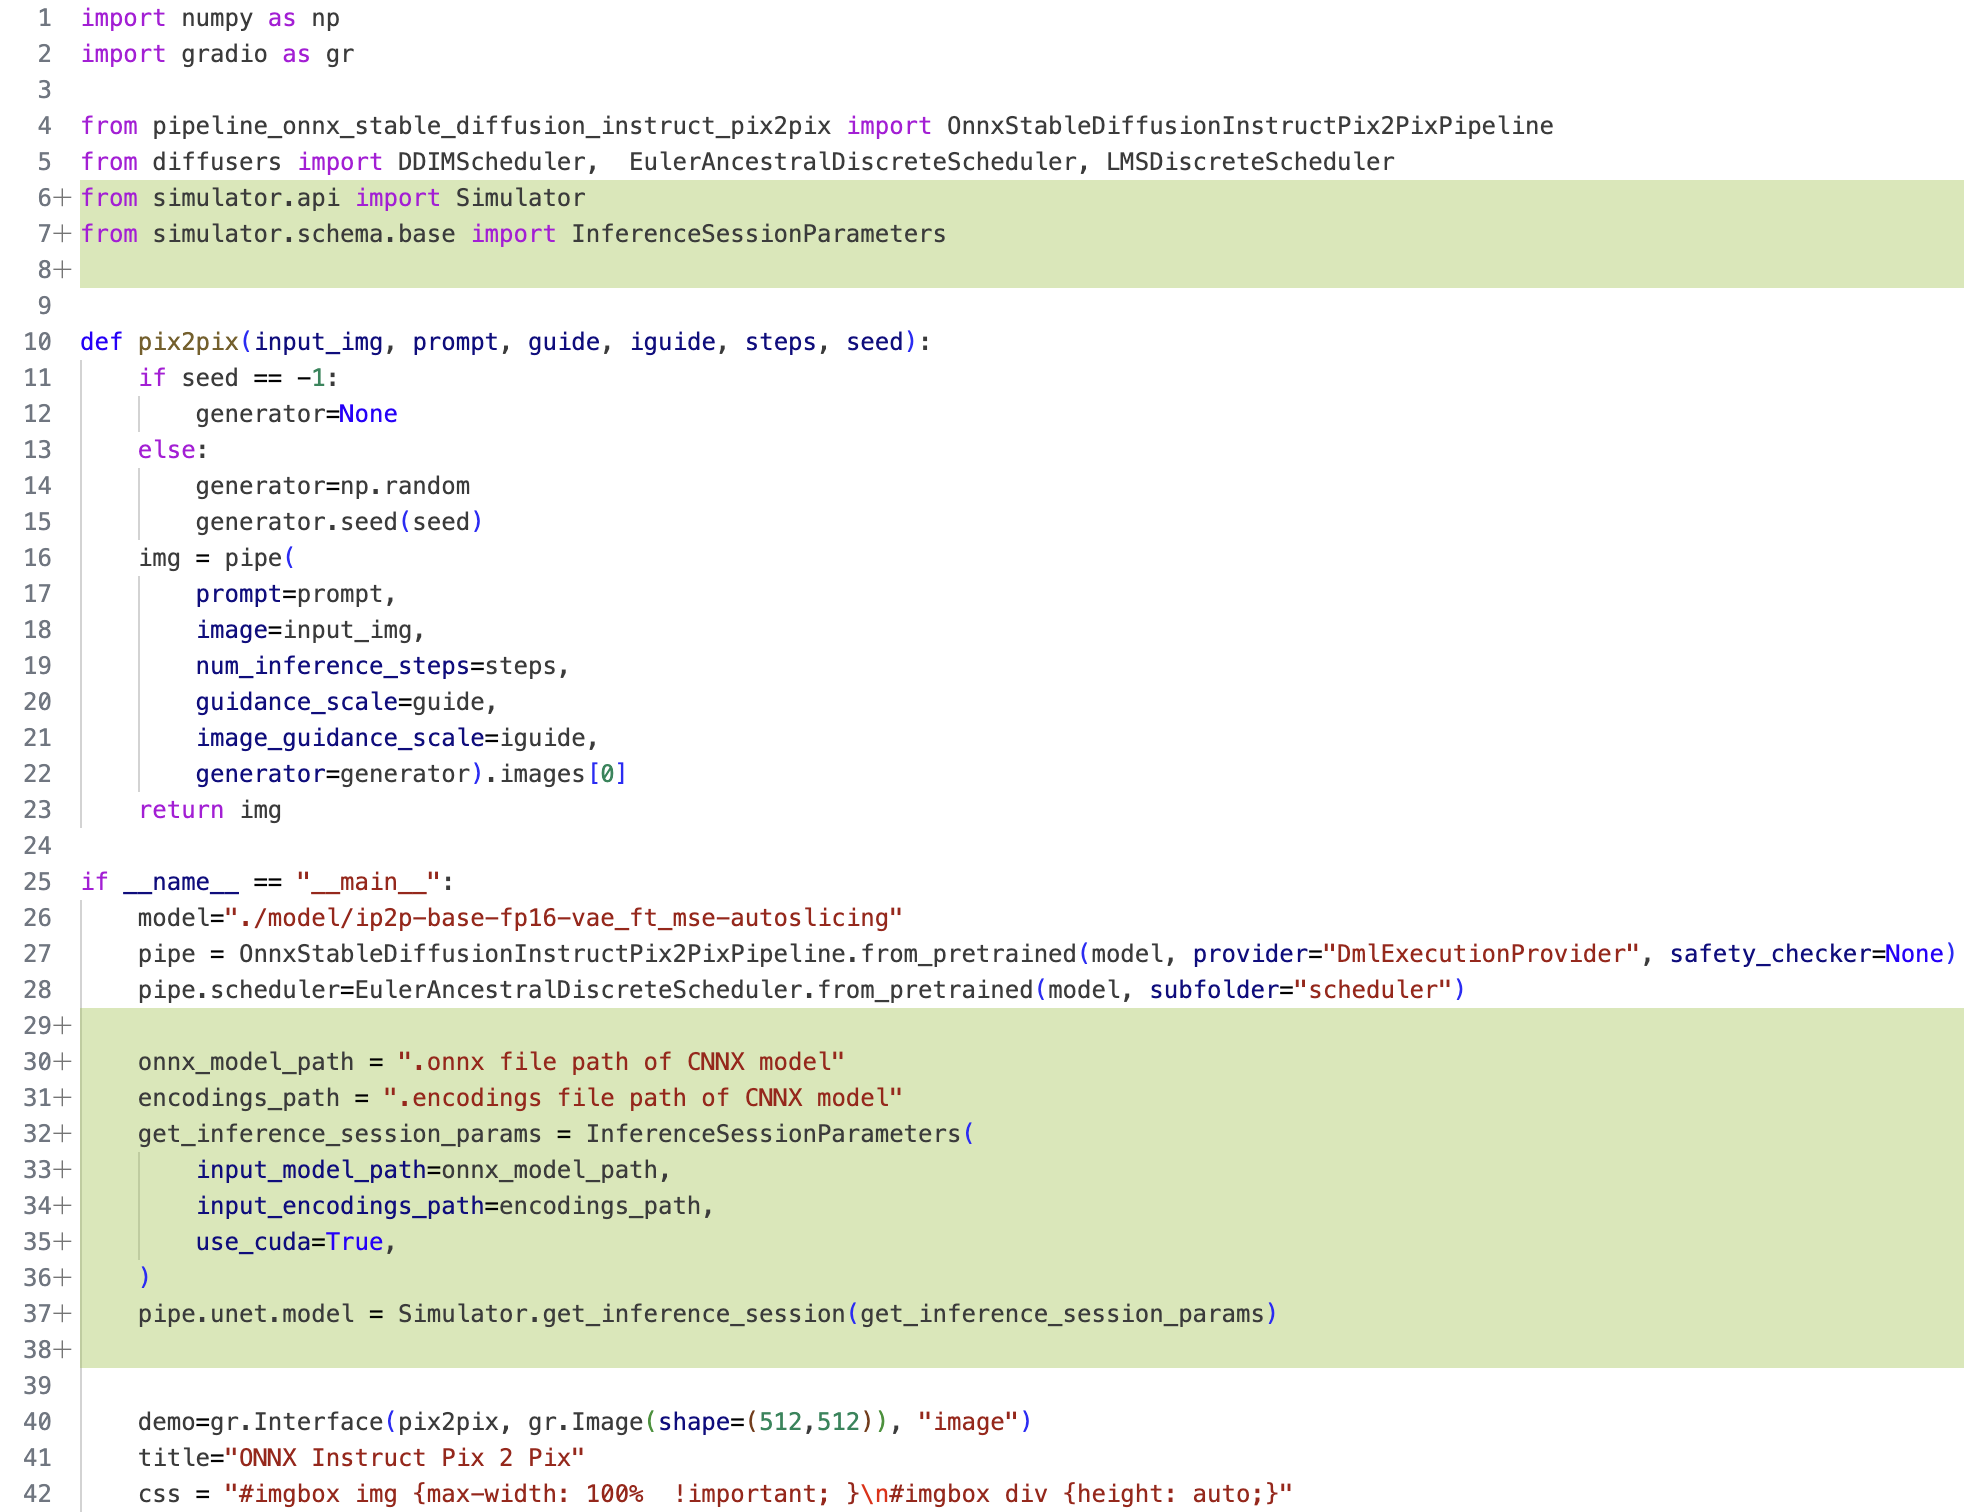 1 import numpy as np
2 import gradio as gr
3
4 from pipeline_onnx_stable_diffusion_instruct_pix2pix import OnnxStableDiffusionInstructPix2PixPipeline
5 from diffusers import DDIMScheduler,  EulerAncestralDiscreteScheduler, LMSDiscreteScheduler
6+ from simulator.api import Simulator
7+ from simulator.schema.base import InferenceSessionParameters
8+
9
10 def pix2pix(input_img, prompt, guide, iguide, steps, seed):
11     if seed == -1:
12         generator=None
13     else:
14         generator=np.random
15         generator.seed(seed)
16     img = pipe(
17         prompt=prompt,
18         image=input_img,
19         num_inference_steps=steps,
20         guidance_scale=guide,
21         image_guidance_scale=iguide,
22         generator=generator).images[0]
23     return img
24
25 if __name__ == "__main__":
26     model="./model/ip2p-base-fp16-vae_ft_mse-autoslicing"
27     pipe = OnnxStableDiffusionInstructPix2PixPipeline.from_pretrained(model, provider="DmlExecutionProvider", safety_checker=None)
28     pipe.scheduler=EulerAncestralDiscreteScheduler.from_pretrained(model, subfolder="scheduler")
29+
30+     onnx_model_path = ".onnx file path of CNNX model"
31+     encodings_path = ".encodings file path of CNNX model"
32+     get_inference_session_params = InferenceSessionParameters(
33+         input_model_path=onnx_model_path,
34+         input_encodings_path=encodings_path,
35+         use_cuda=True,
36+     )
37+     pipe.unet.model = Simulator.get_inference_session(get_inference_session_params)
38+
39
40     demo=gr.Interface(pix2pix, gr.Image(shape=(512,512)), "image")
41     title="ONNX Instruct Pix 2 Pix"
42     css = "#imgbox img {max-width: 100%  !important; }\n#imgbox div {height: auto;}"